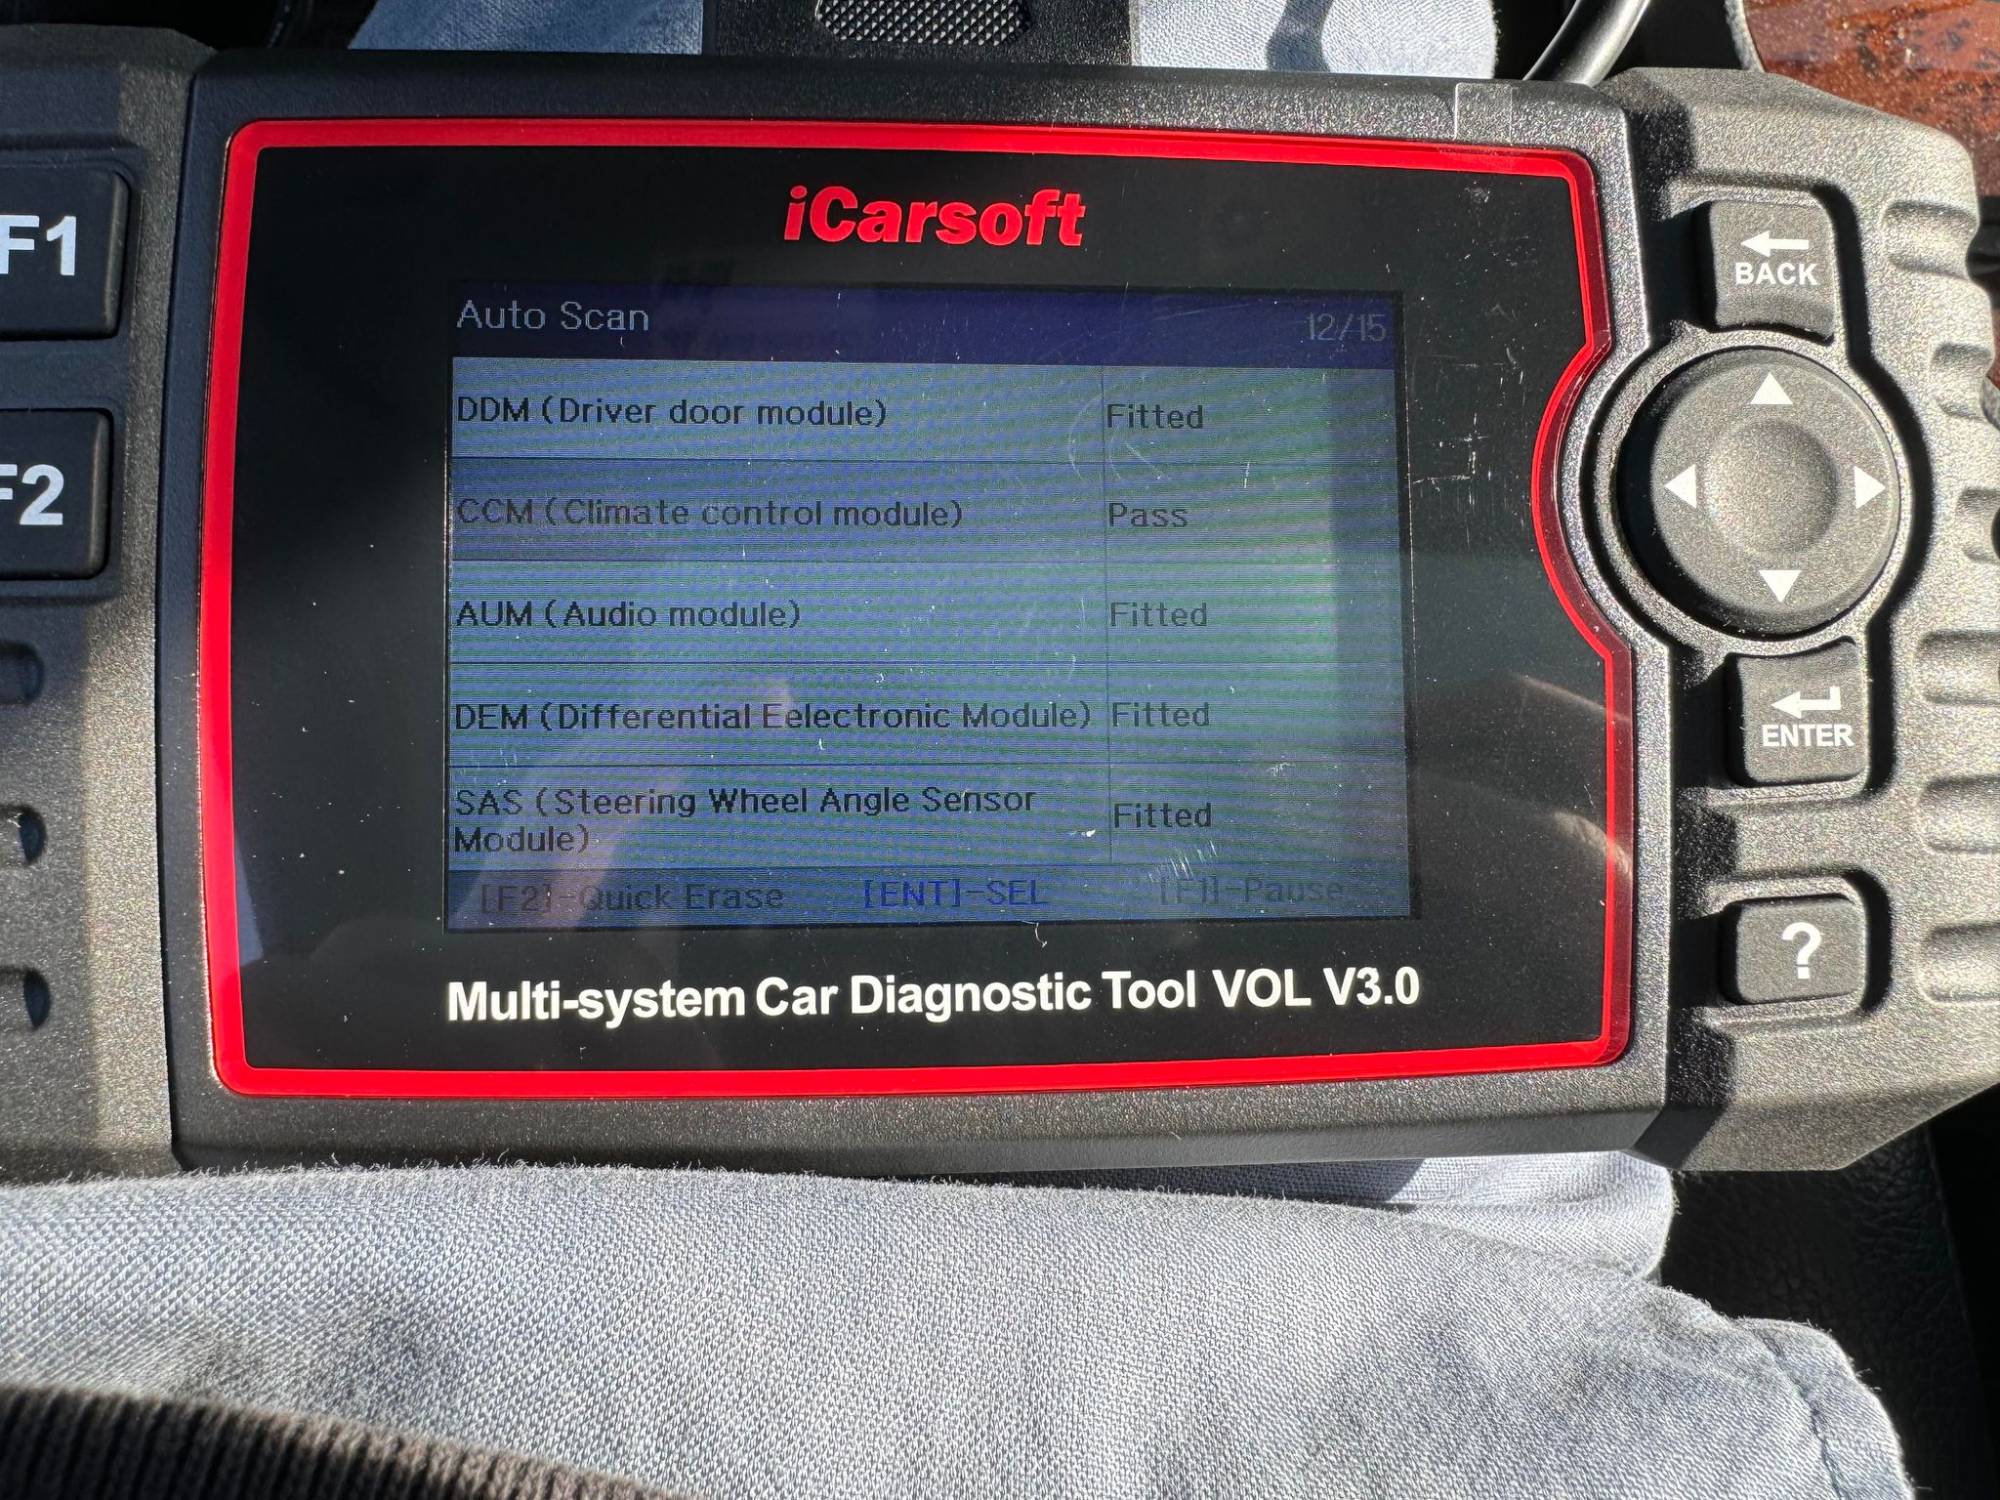 iCarsoft
Auto Scan 12/15
DDM (Driver door module) Fitted
CCM (Climate control module) Pass
AUM (Audio module) Fitted
DEM (Differential Eelectronic Module) Fitted
SAS (Steering Wheel Angle Sensor
Module) Fitted
[F2]-Quick Erase [ENT]-SEL [F1]-Pause
Multi-system Car Diagnostic Tool VOL V3.0
F1
F2
BACK
ENTER
?